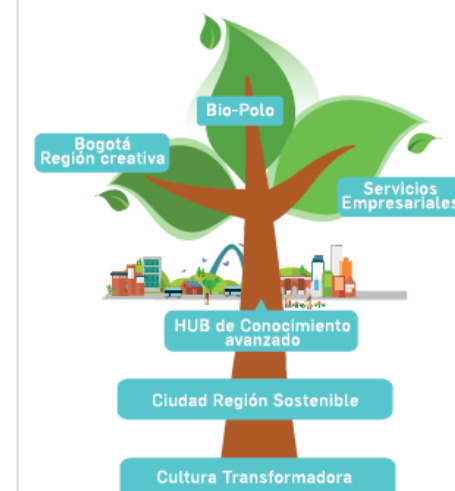 Bio-Polo
Bogotá
Región creativa
Servicios
Empresariales
HUB de Conocimiento
avanzado
Ciudad Región Sostenible
Cultura Transformadora